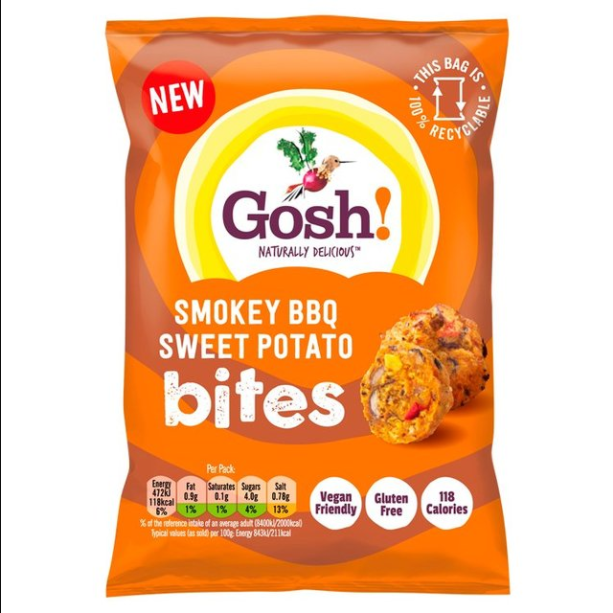 NEW
• THIS BAG IS •
100% RECYCLABLE
Gosh!
NATURALLY DELICIOUS™
SMOKEY BBQ
SWEET POTATO
bites
Per Pack:
Energy
472kJ
118kcal
6%
Fat
0.9g
1%
Saturates
0.1g
1%
Sugars
4.0g
4%
Salt
0.78g
13%
% of the reference intake of an average adult (8400kJ/2000kcal)
Typical values (as sold) per 100g: Energy 843kJ/211kcal
Vegan
Friendly
Gluten
Free
118
Calories